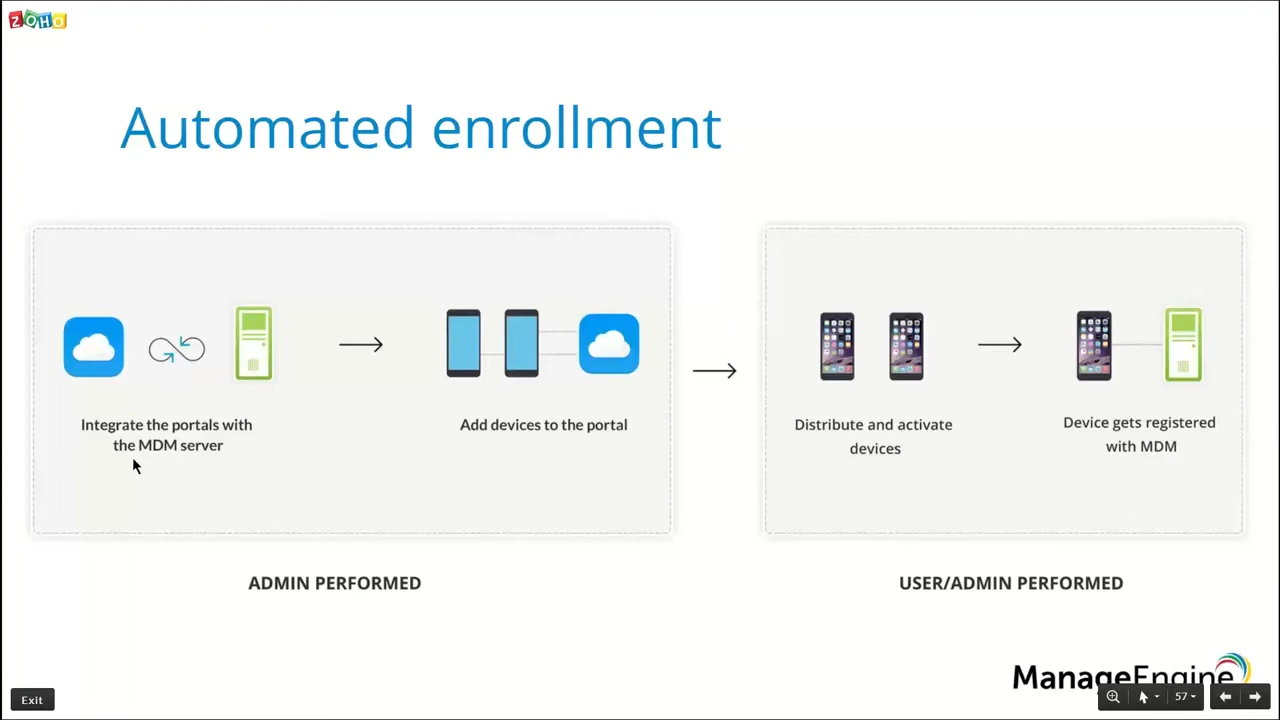 ZOHO
Automated enrollment
Integrate the portals with
the MDM server
Add devices to the portal
Distribute and activate
devices
Device gets registered
with MDM
ADMIN PERFORMED
USER/ADMIN PERFORMED
ManageEngine
Exit
57